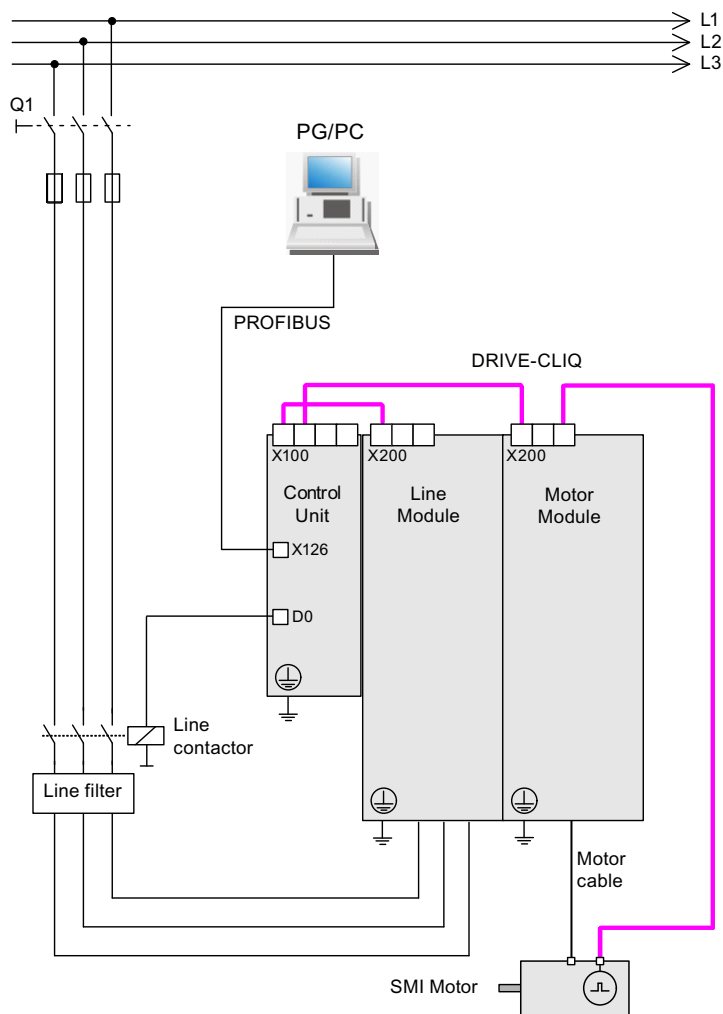 L1
L2
L3
Q1
PG/PC
PROFIBUS
DRIVE-CLIQ
X100
X200
X200
Control
Unit
Line
Module
Motor
Module
X126
D0
Line
contactor
Line filter
Motor
cable
SMI Motor